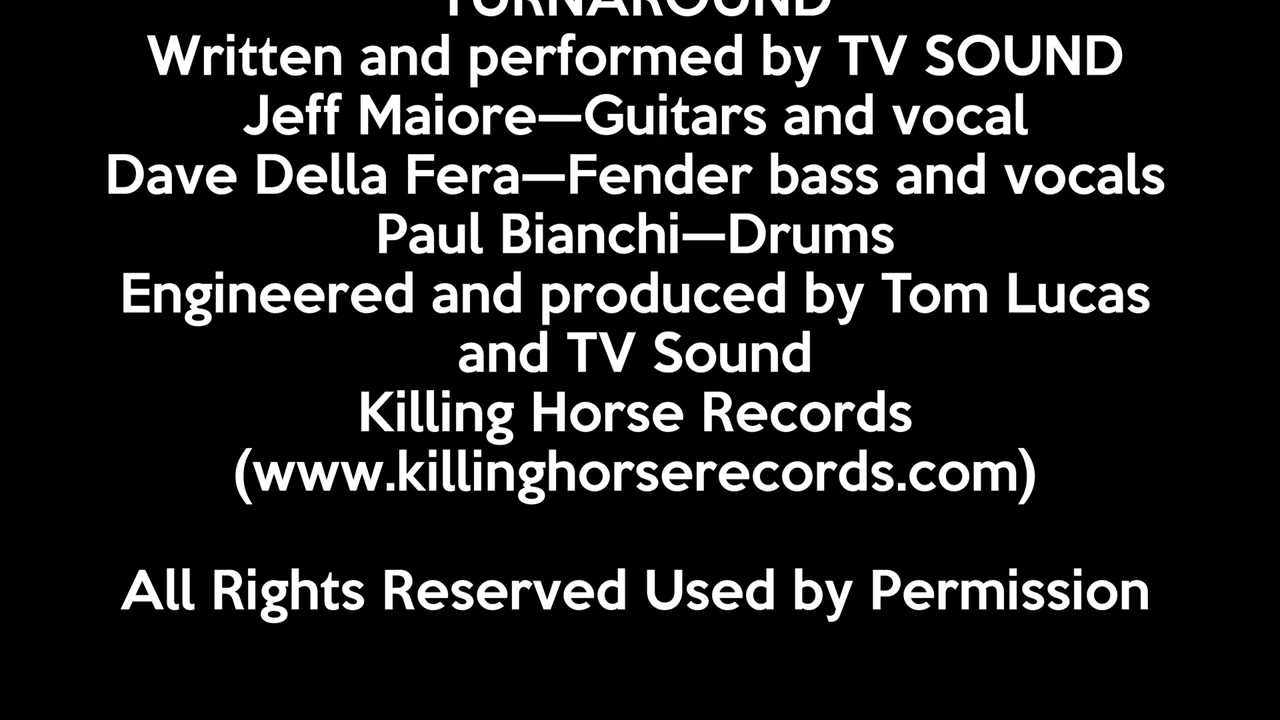 TURNAROUND
Written and performed by TV SOUND
Jeff Maiore—Guitars and vocal
Dave Della Fera—Fender bass and vocals
Paul Bianchi—Drums
Engineered and produced by Tom Lucas
and TV Sound
Killing Horse Records
(www.killinghorserecords.com)
All Rights Reserved Used by Permission